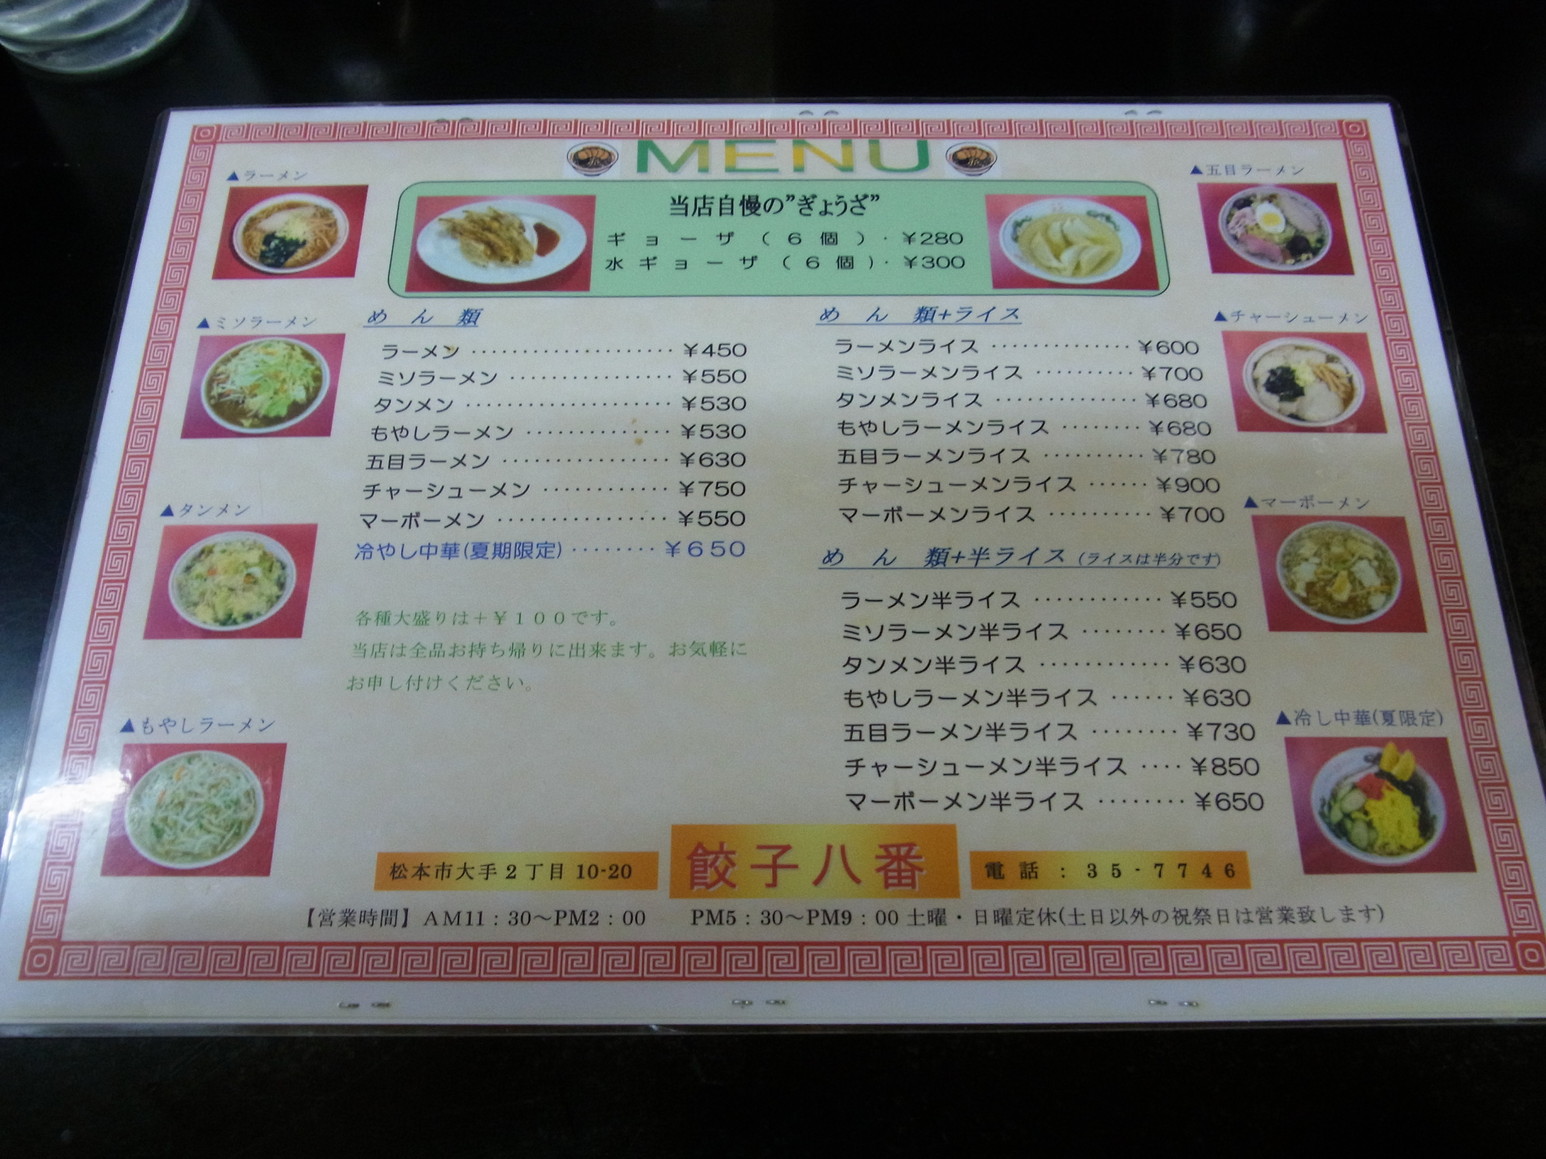 MENU
当店自慢の”ぎょうざ”
ギョーザ(6個)・¥280
水ギョーザ(6個)・¥300
▲ラーメン
▲ミソラーメン
▲タンメン
▲もやしラーメン
めん類
ラーメン ···················· ¥450
ミソラーメン ················ ¥550
タンメン ···················· ¥530
もやしラーメン ·············· ¥530
五目ラーメン ················ ¥630
チャーシューメン ············ ¥750
マーボーメン ················ ¥550
冷やし中華(夏期限定) ········ ¥650
各種大盛りは+¥100です。
当店は全品お持ち帰りに出来ます。お気軽に
お申し付けください。
めん類+ライス
ラーメンライス ·············· ¥600
ミソラーメンライス ·········· ¥700
タンメンライス ·············· ¥680
もやしラーメンライス ········ ¥680
五目ラーメンライス ·········· ¥780
チャーシューメンライス ······ ¥900
マーボーメンライス ·········· ¥700
めん類+半ライス(ライスは半分です)
ラーメン半ライス ············ ¥550
ミソラーメン半ライス ········ ¥650
タンメン半ライス ············ ¥630
もやしラーメン半ライス ······ ¥630
五目ラーメン半ライス ········ ¥730
チャーシューメン半ライス ···· ¥850
マーボーメン半ライス ········ ¥650
▲五目ラーメン
▲チャーシューメン
▲マーボーメン
▲冷し中華(夏限定)
松本市大手2丁目10-20
餃子八番
電話:35-7746
【営業時間】AM11:30〜PM2:00 PM5:30〜PM9:00 土曜・日曜定休(土日以外の祝祭日は営業致します)